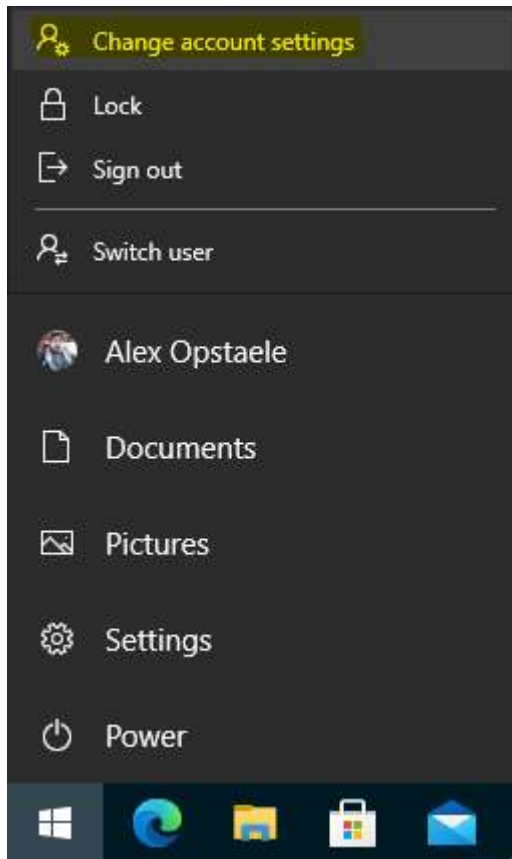 Change account settings
Lock
Sign out
Switch user
Alex Opstaele
Documents
Pictures
Settings
Power